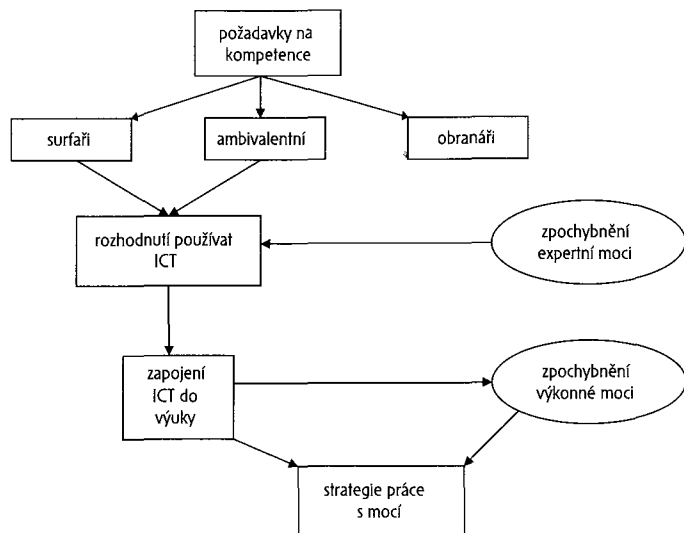 požadavky na
kompetence
surfaři
ambivalentní
obranáři
rozhodnutí používat
ICT
zpochybnění
expertní moci
zapojení
ICT do
výuky
zpochybnění
výkonné moci
strategie práce
s mocí